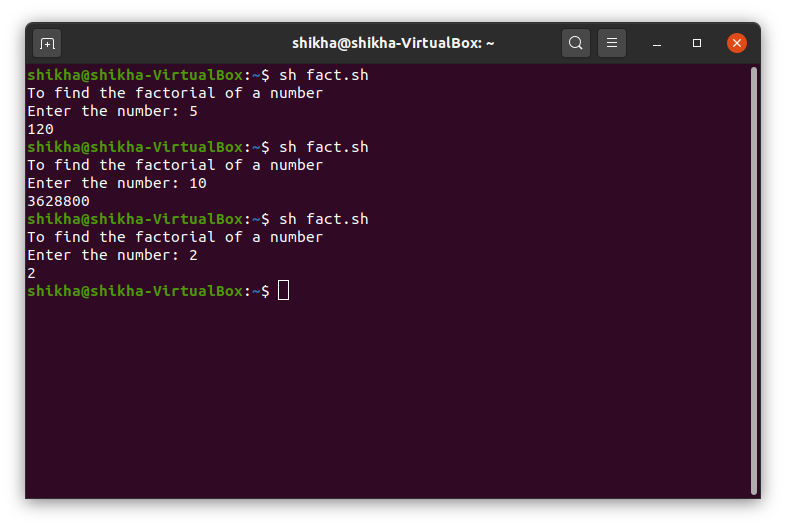 shikha@shikha-VirtualBox: ~
shikha@shikha-VirtualBox:~$ sh fact.sh
To find the factorial of a number
Enter the number: 5
120
shikha@shikha-VirtualBox:~$ sh fact.sh
To find the factorial of a number
Enter the number: 10
3628800
shikha@shikha-VirtualBox:~$ sh fact.sh
To find the factorial of a number
Enter the number: 2
2
shikha@shikha-VirtualBox:~$